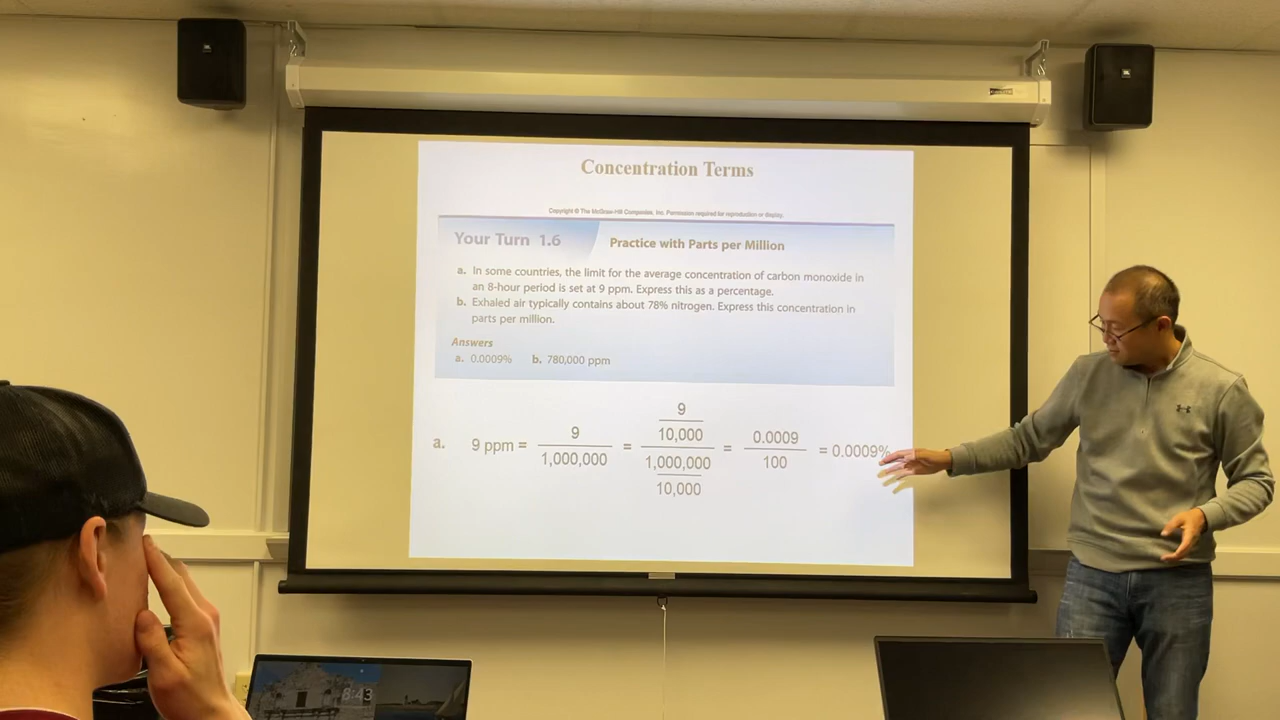 Concentration Terms
Copyright © The McGraw-Hill Companies, Inc. Permission required for reproduction or display.
Your Turn 1.6
Practice with Parts per Million
a. In some countries, the limit for the average concentration of carbon monoxide in
an 8-hour period is set at 9 ppm. Express this as a percentage.
b. Exhaled air typically contains about 78% nitrogen. Express this concentration in
parts per million.
Answers
a. 0.0009% b. 780,000 ppm
9
9 10,000 0.0009
a. 9 ppm = = = = 0.0009%
1,000,000 1,000,000 100
10,000
8:43
JBL